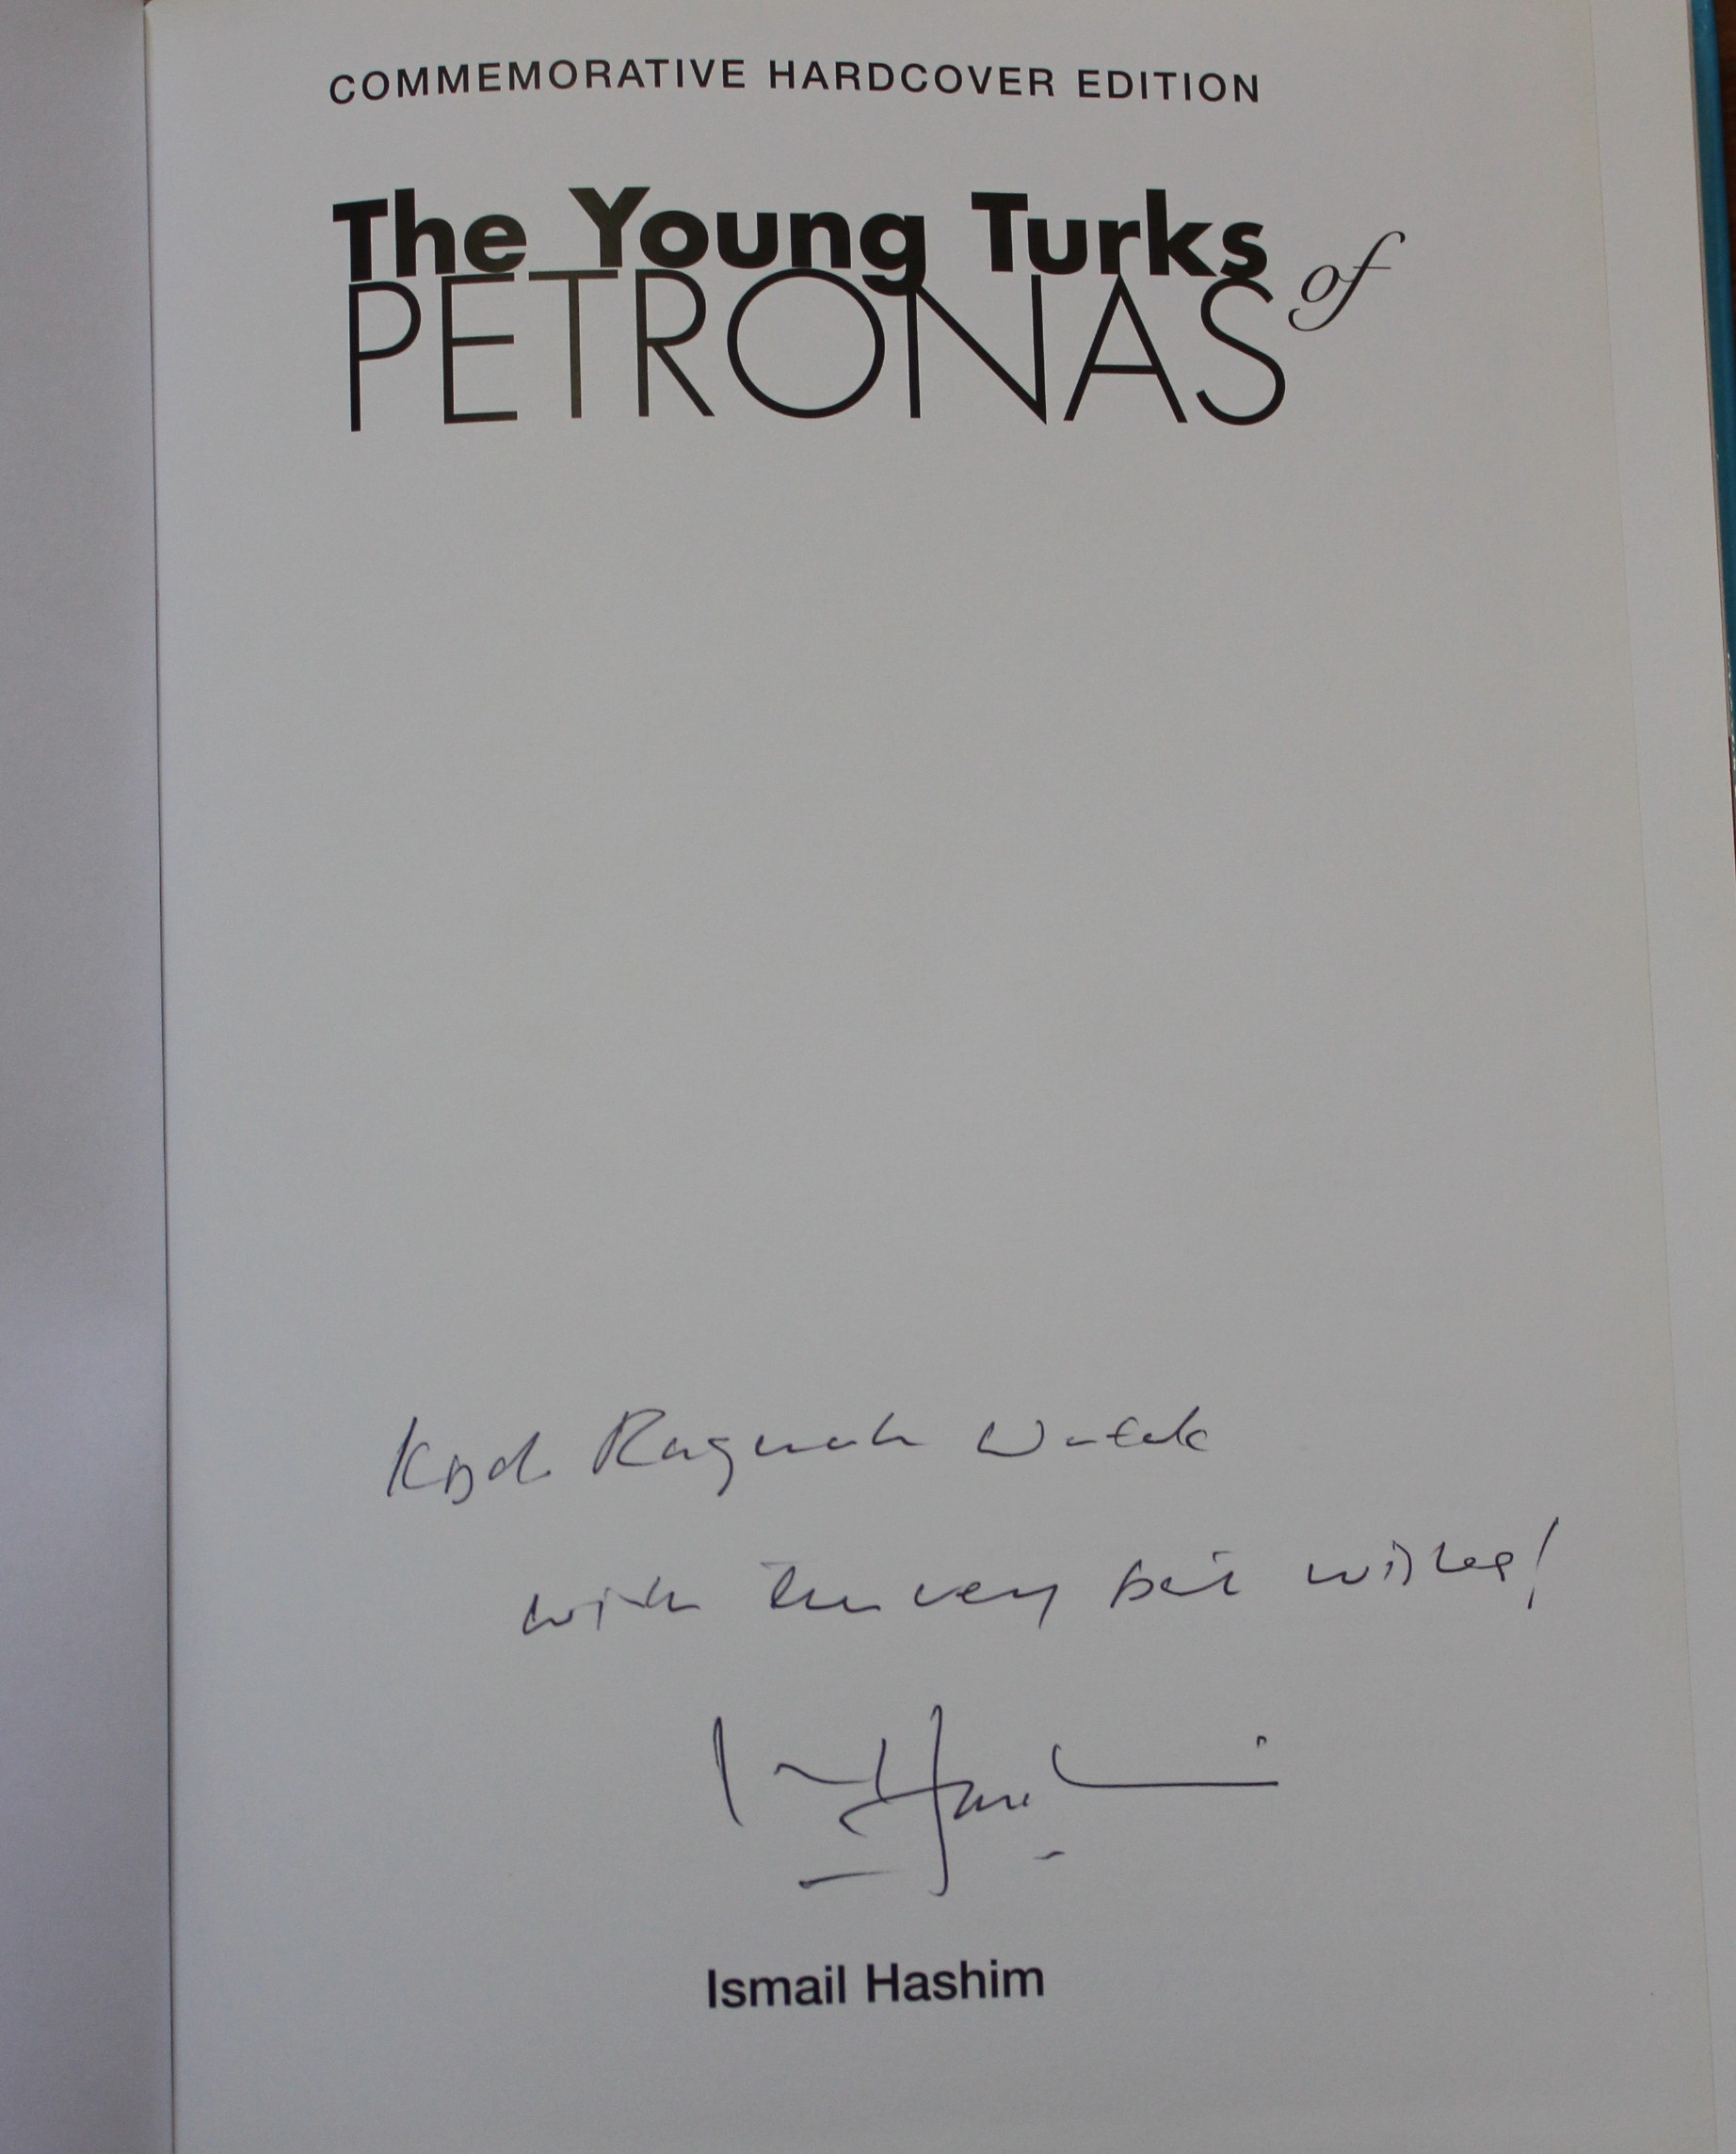 COMMEMORATIVE HARDCOVER EDITION
The Young Turks of
PETRONAS
with the very best wishes!
Ismail Hashim